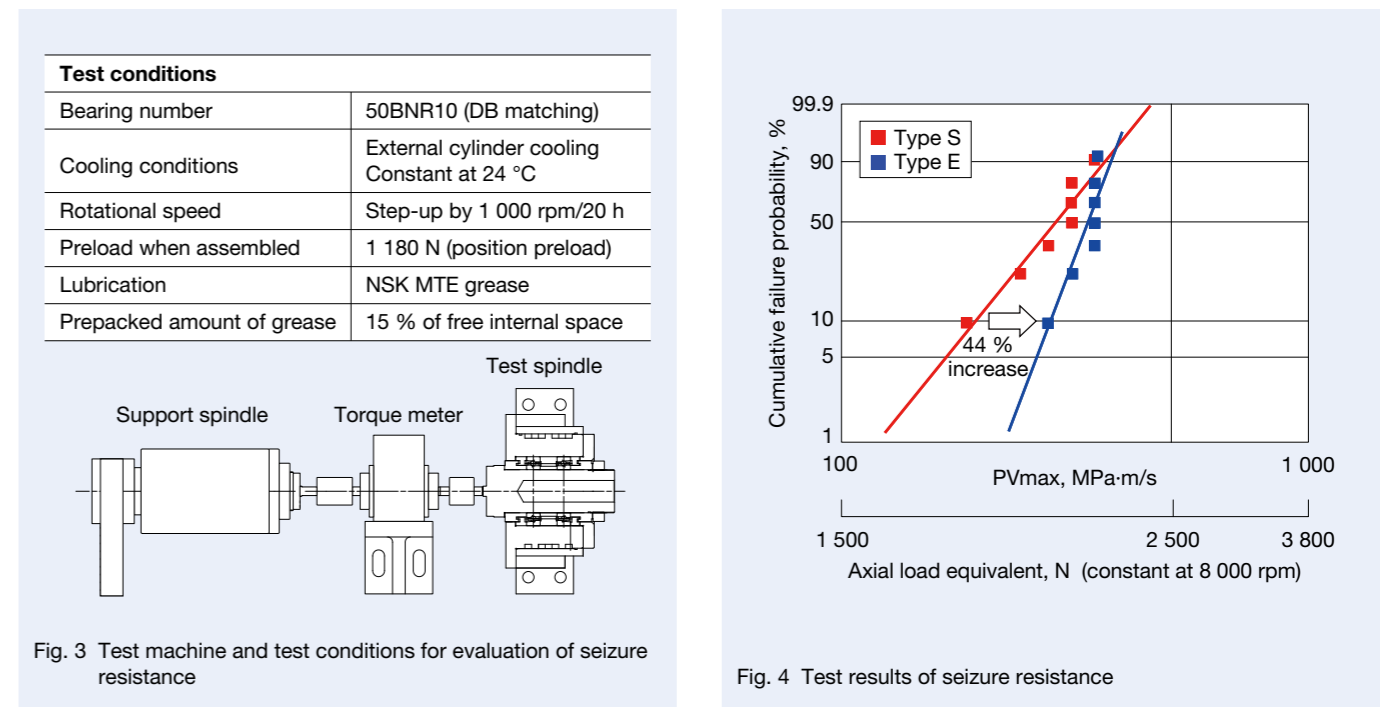 Test conditions
Bearing number 50BNR10 (DB matching)
Cooling conditions External cylinder cooling
Constant at 24 °C
Rotational speed Step-up by 1 000 rpm/20 h
Preload when assembled 1 180 N (position preload)
Lubrication NSK MTE grease
Prepacked amount of grease 15 % of free internal space
Test spindle
Support spindle
Torque meter
Fig. 3 Test machine and test conditions for evaluation of seizure
resistance
Cumulative failure probability, %
99.9
90
50
10
5
1
Type S
Type E
44 %
increase
100
1 000
PVmax, MPa·m/s
1 500
2 500
3 800
Axial load equivalent, N (constant at 8 000 rpm)
Fig. 4 Test results of seizure resistance